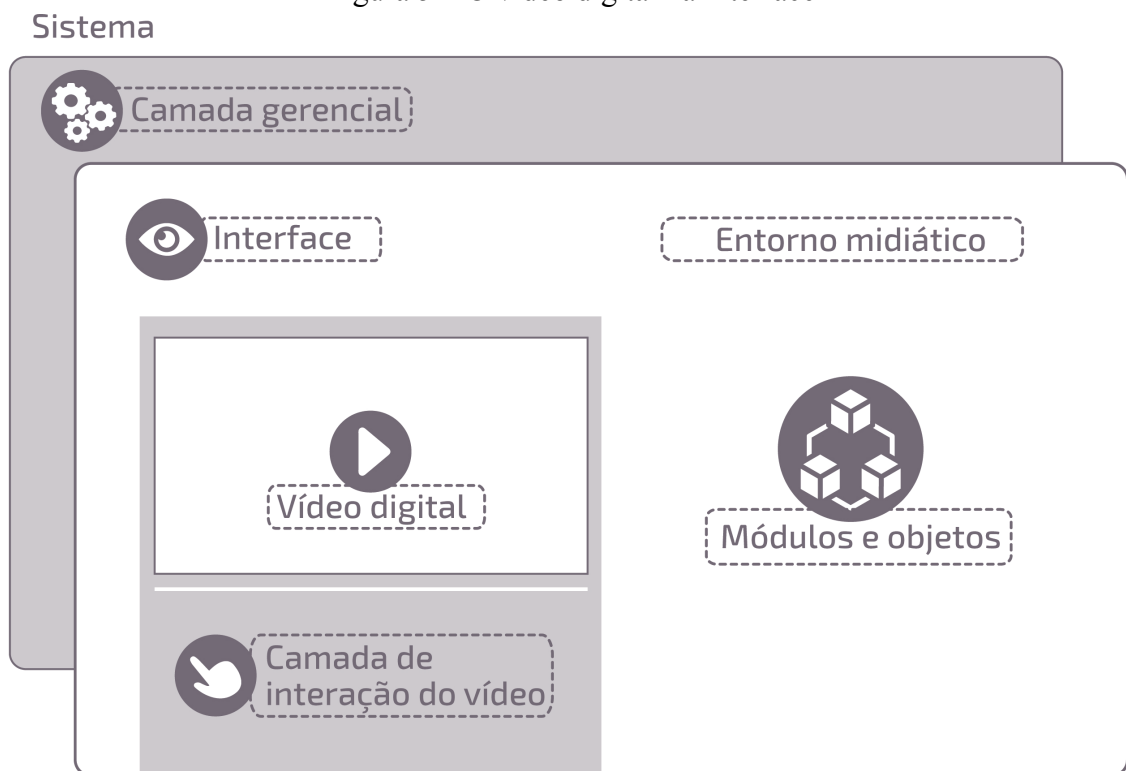 Sistema
Camada gerencial
Interface
Entorno midiático
Vídeo digital
Módulos e objetos
Camada de
interação do vídeo